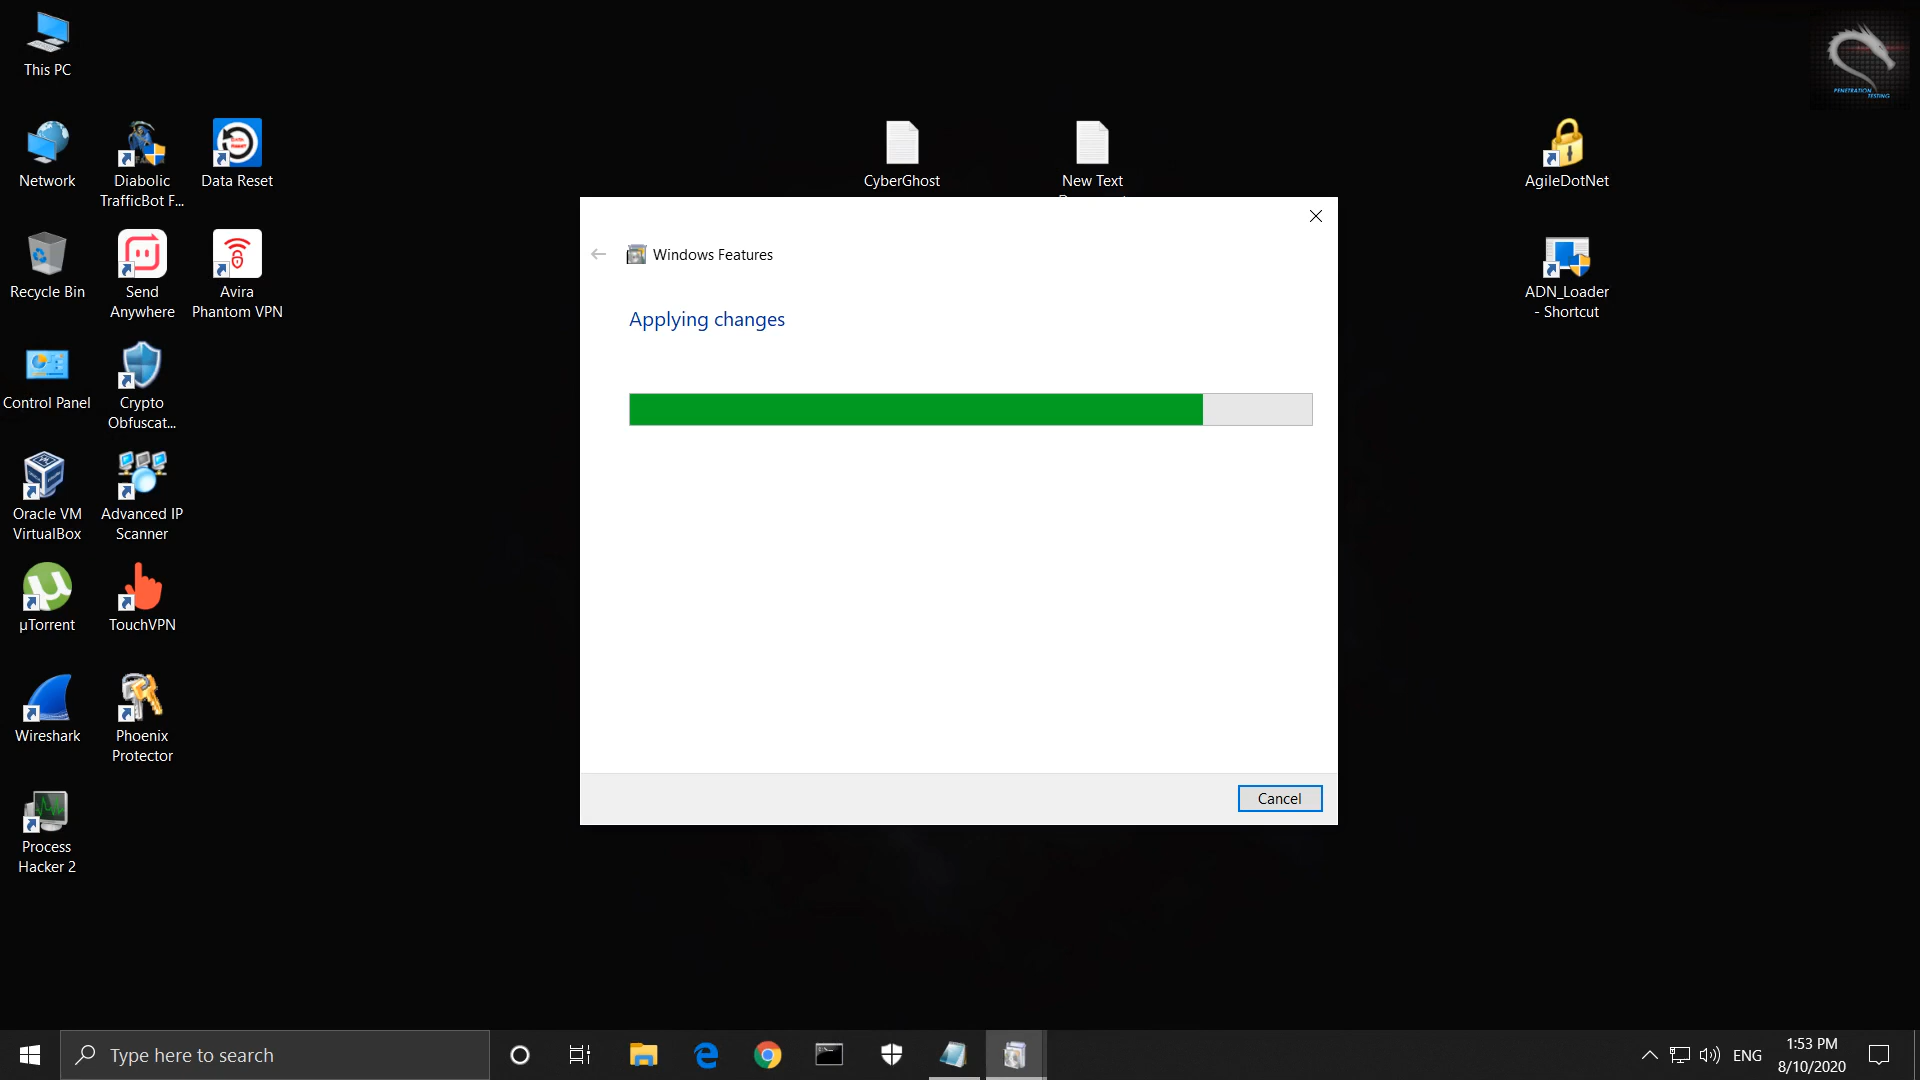 This PC
Network
Diabolic
TrafficBot F...
Data Reset
CyberGhost
New Text
AgileDotNet
Recycle Bin
Send
Anywhere
Avira
Phantom VPN
ADN_Loader
- Shortcut
Windows Features
Applying changes
Control Panel
Crypto
Obfuscat...
Oracle VM
VirtualBox
Advanced IP
Scanner
µTorrent
TouchVPN
Wireshark
Phoenix
Protector
Process
Hacker 2
Cancel
PENETRATION
TESTING
Type here to search
ENG
1:53 PM
8/10/2020